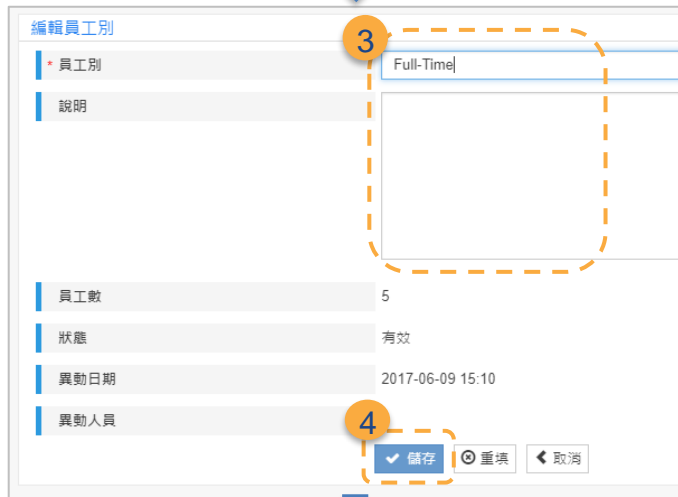 編輯員工別
3
* 員工別 Full-Time
說明
員工數 5
狀態 有效
異動日期 2017-06-09 15:10
異動人員
4
儲存 重填 取消